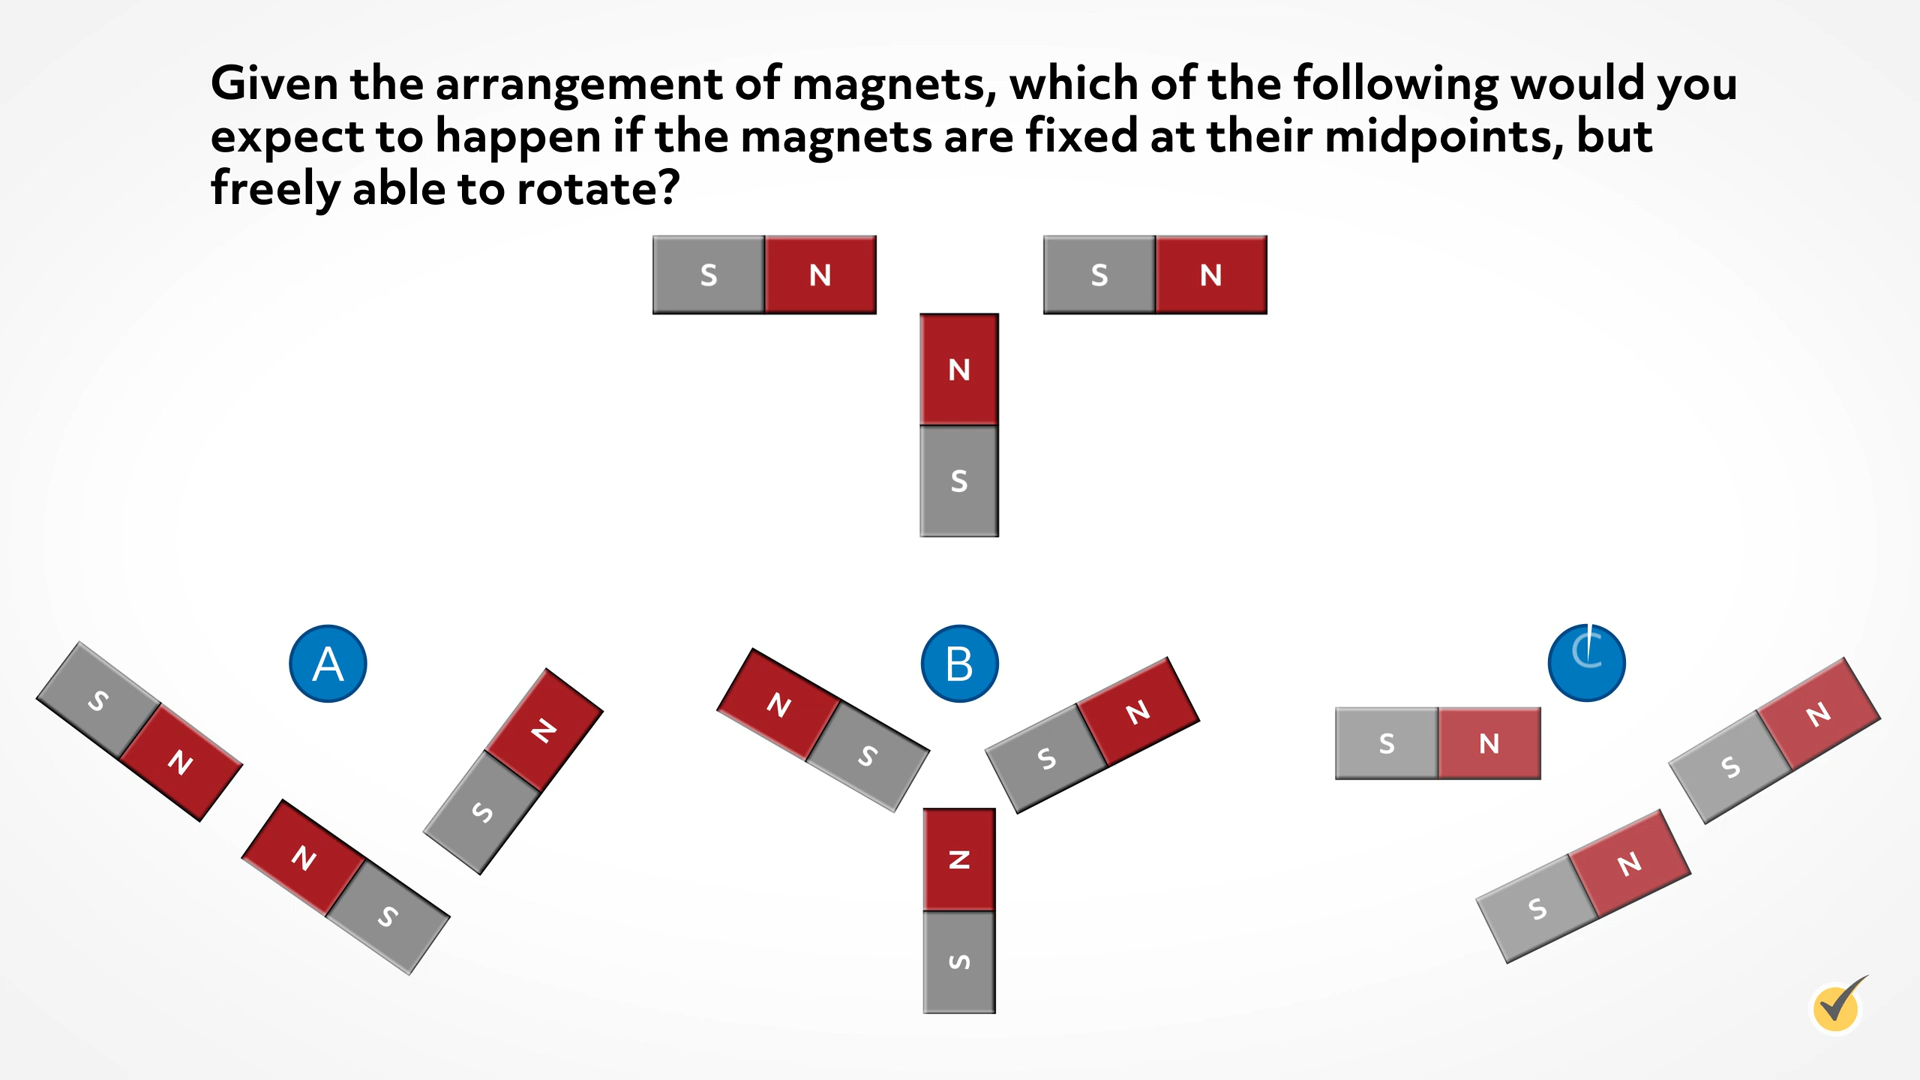 Given the arrangement of magnets, which of the following would you
expect to happen if the magnets are fixed at their midpoints, but
freely able to rotate?
S N
S N
N
S
A
S
N
N
S
N
S
B
N
S
S
N
N
S
C
S N
S
N
S
N